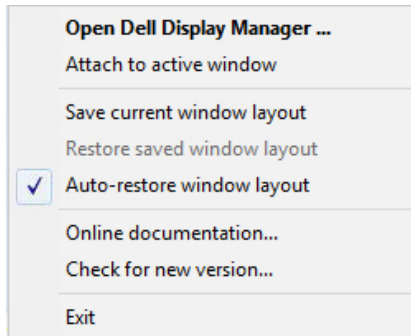 Open Dell Display Manager ...
Attach to active window
Save current window layout
Restore saved window layout
Auto-restore window layout
Online documentation...
Check for new version...
Exit